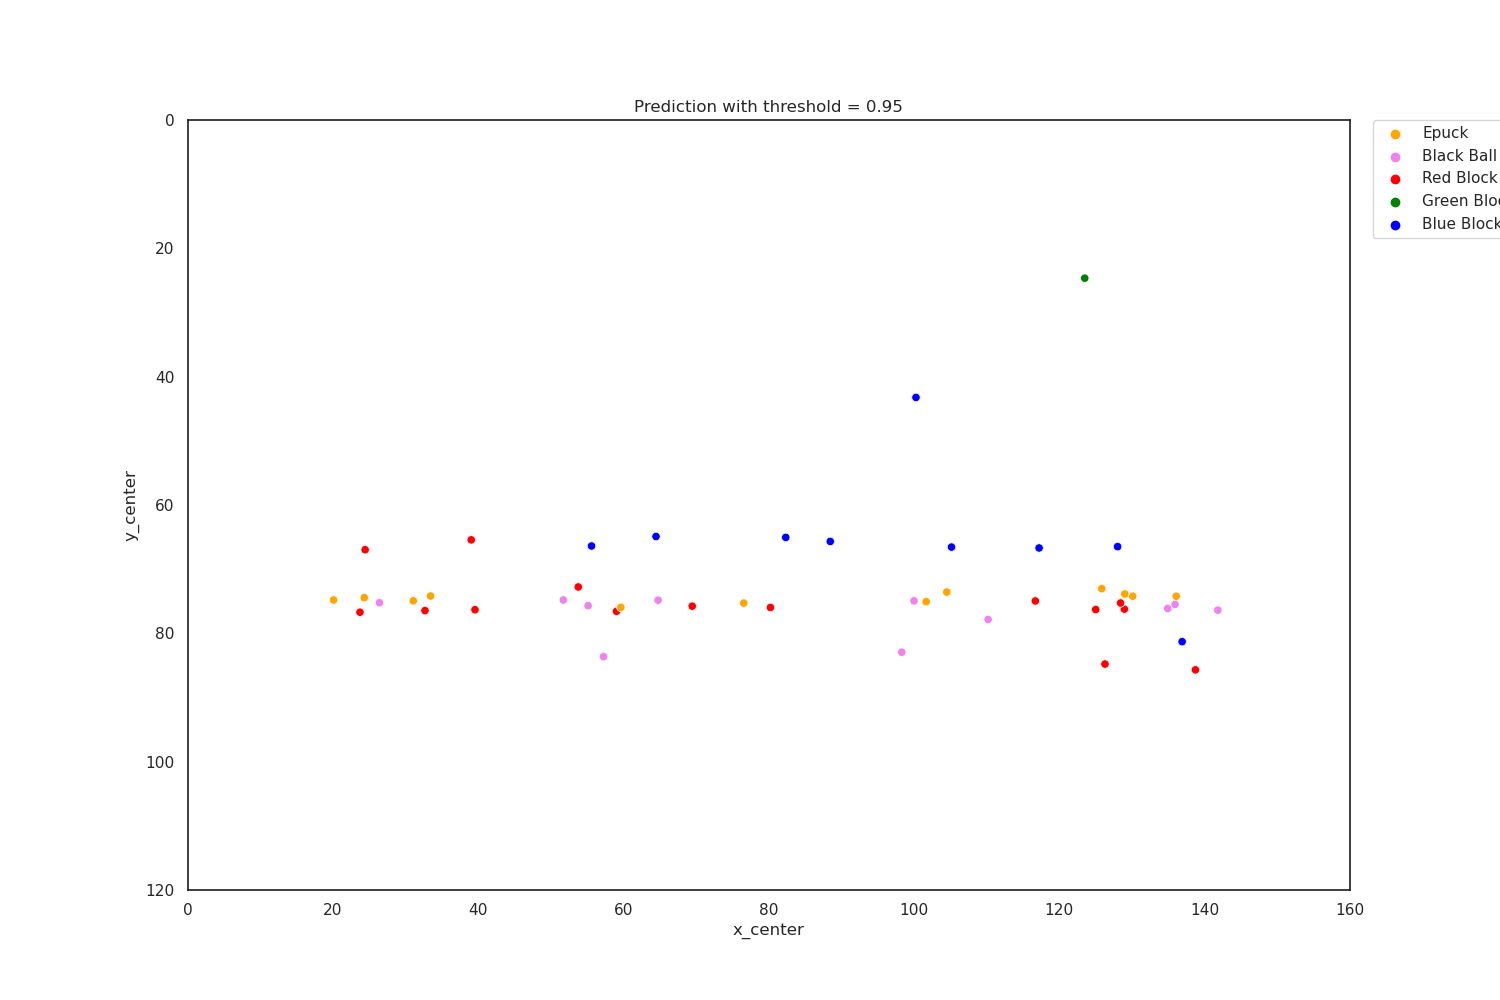 Prediction with threshold = 0.95
0
20
40
60
80
100
120
y_center
0 20 40 60 80 100 120 140 160
x_center
Epuck
Black Ball
Red Block
Green
Blue Block